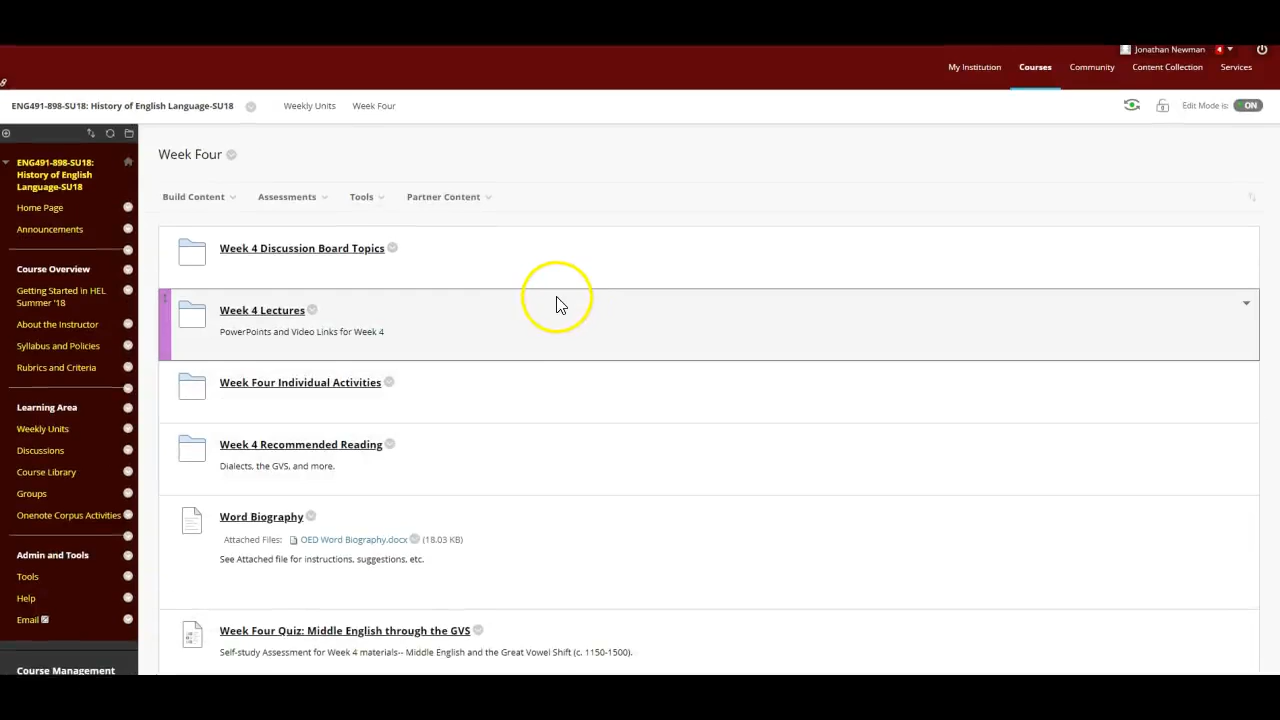 Jonathan Newman 4
My Institution Courses Community Content Collection Services
ENG491-898-SU18: History of English Language-SU18 Weekly Units Week Four Edit Mode is: ON
ENG491-898-SU18:
History of English
Language-SU18
Home Page
Announcements
Course Overview
Getting Started in HEL
Summer '18
About the Instructor
Syllabus and Policies
Rubrics and Criteria
Learning Area
Weekly Units
Discussions
Course Library
Groups
Onenote Corpus Activities
Admin and Tools
Tools
Help
Email
Course Management
Week Four
Build Content Assessments Tools Partner Content
Week 4 Discussion Board Topics
Week 4 Lectures
PowerPoints and Video Links for Week 4
Week Four Individual Activities
Week 4 Recommended Reading
Dialects, the GVS, and more.
Word Biography
Attached Files: OED Word Biography.docx (18.03 KB)
See Attached file for instructions, suggestions, etc.
Week Four Quiz: Middle English through the GVS
Self-study Assessment for Week 4 materials-- Middle English and the Great Vowel Shift (c. 1150-1500).